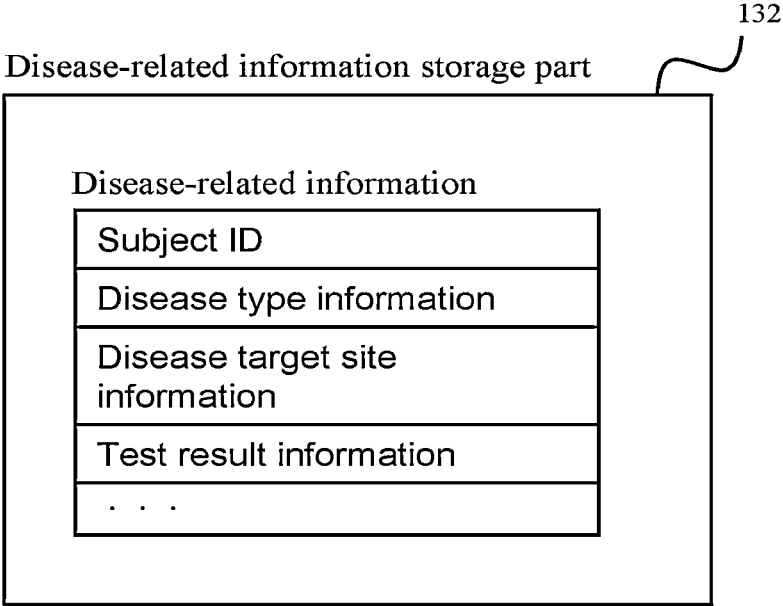 132
Disease-related information storage part
Disease-related information
Subject ID
Disease type information
Disease target site
information
Test result information
. . .